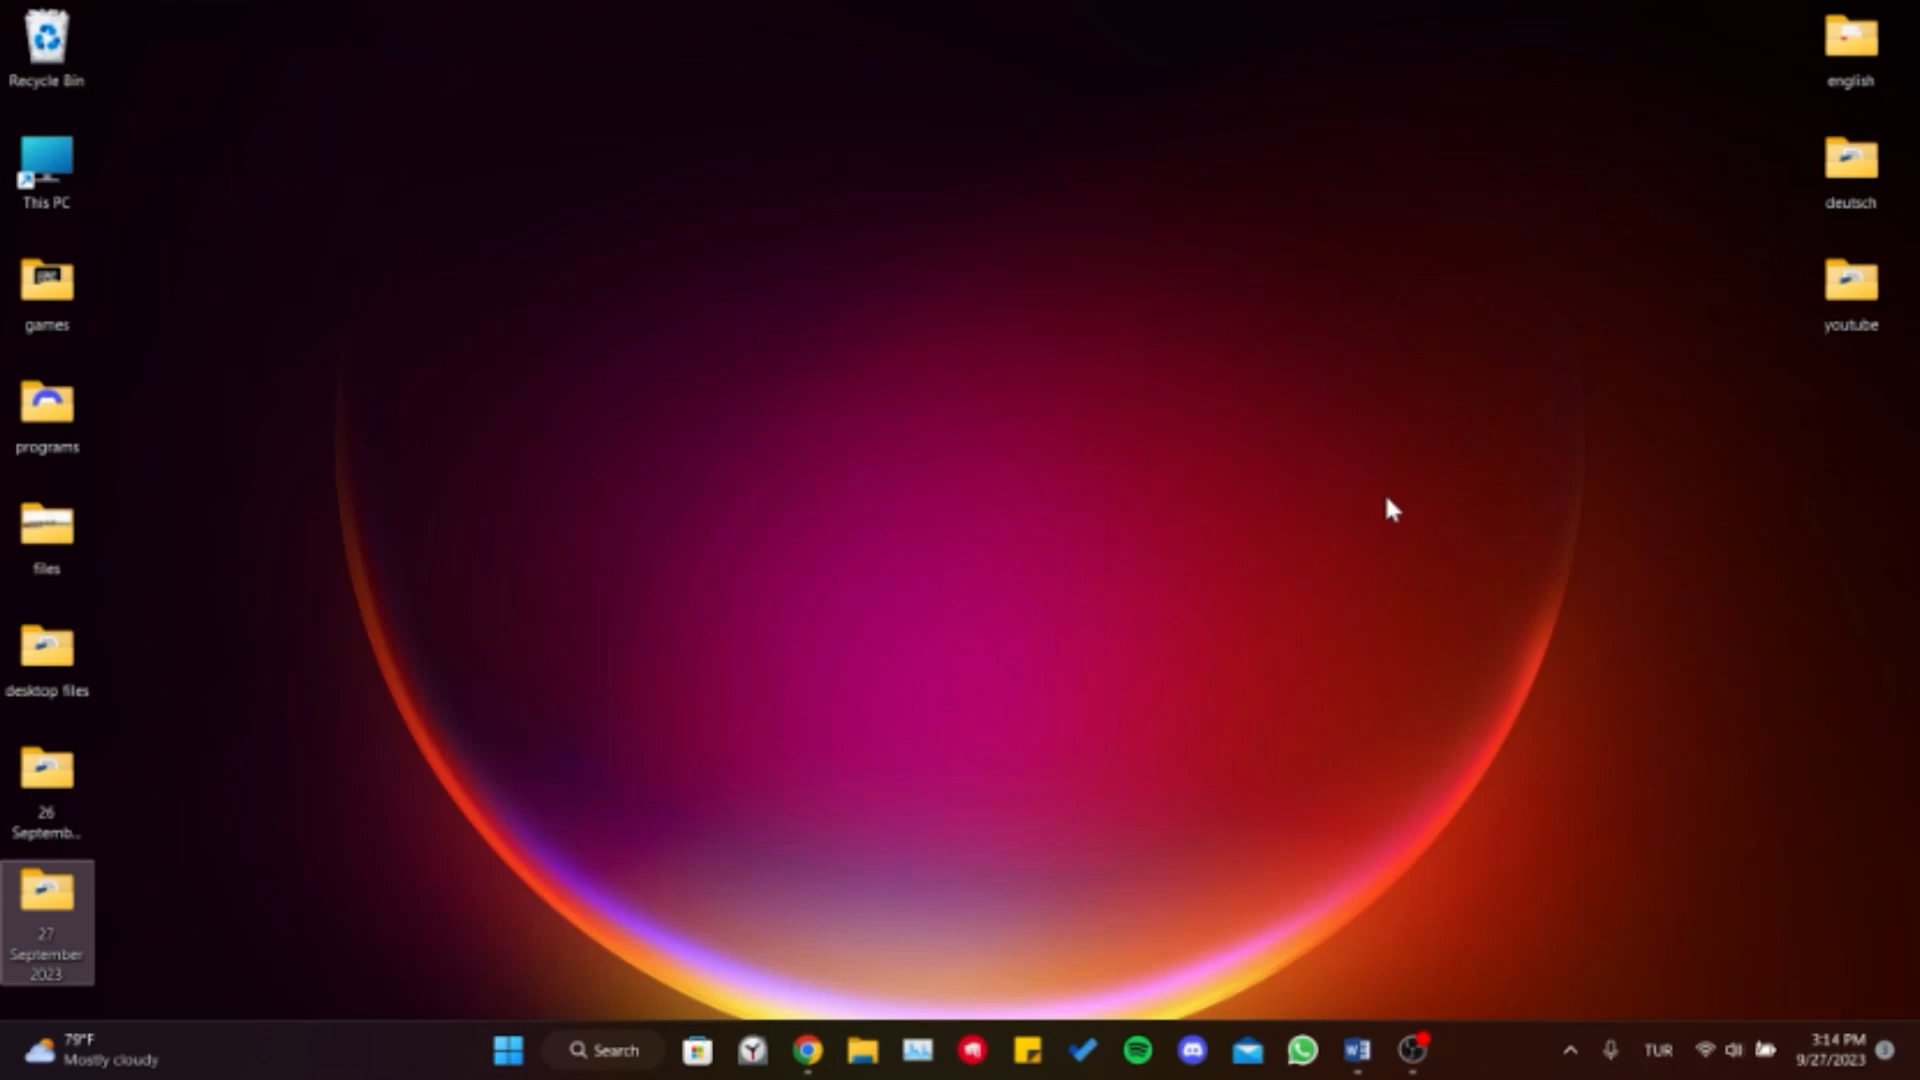 Recycle Bin
This PC
games
programs
files
desktop files
26
Septemb...
27
September
2023
english
deutsch
youtube
79°F
Mostly cloudy
Search
TUR
3:14 PM
9/27/2023